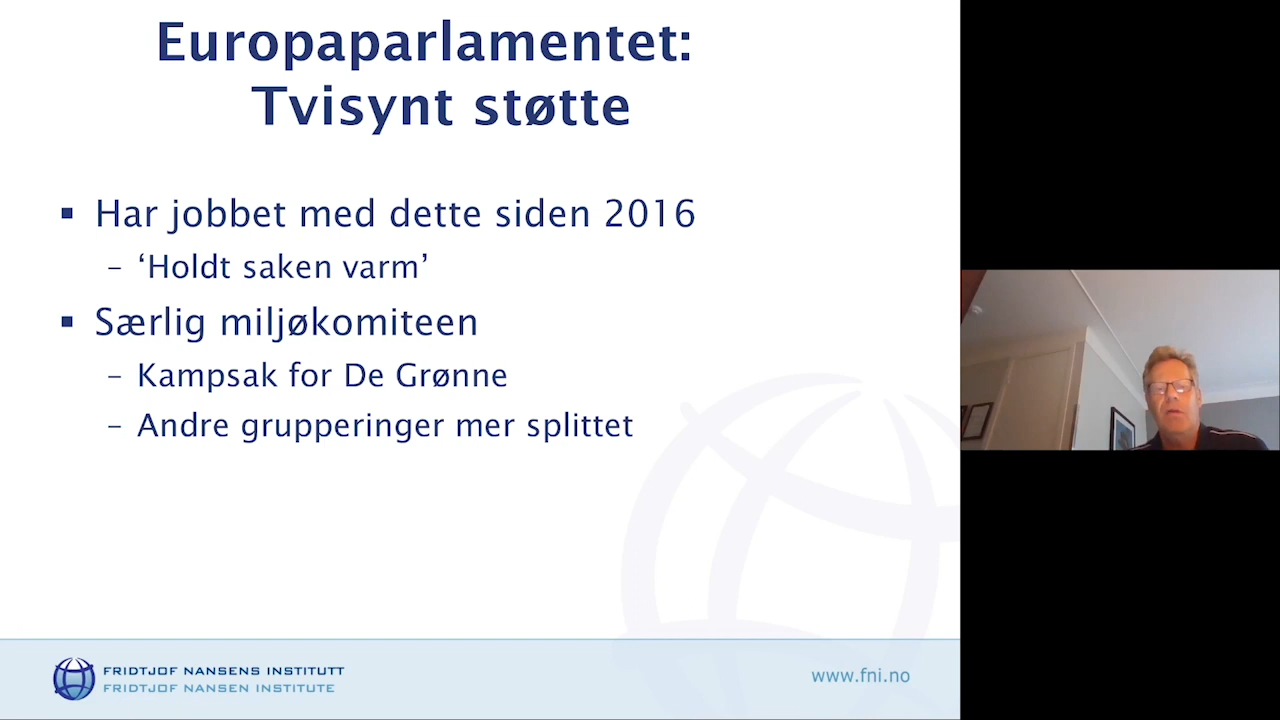 Europaparlamentet:
Tvisynt støtte
▪ Har jobbet med dette siden 2016
– ‘Holdt saken varm’
▪ Særlig miljøkomiteen
– Kampsak for De Grønne
– Andre grupperinger mer splittet
FRIDTJOF NANSENS INSTITUTT
FRIDTJOF NANSEN INSTITUTE
www.fni.no